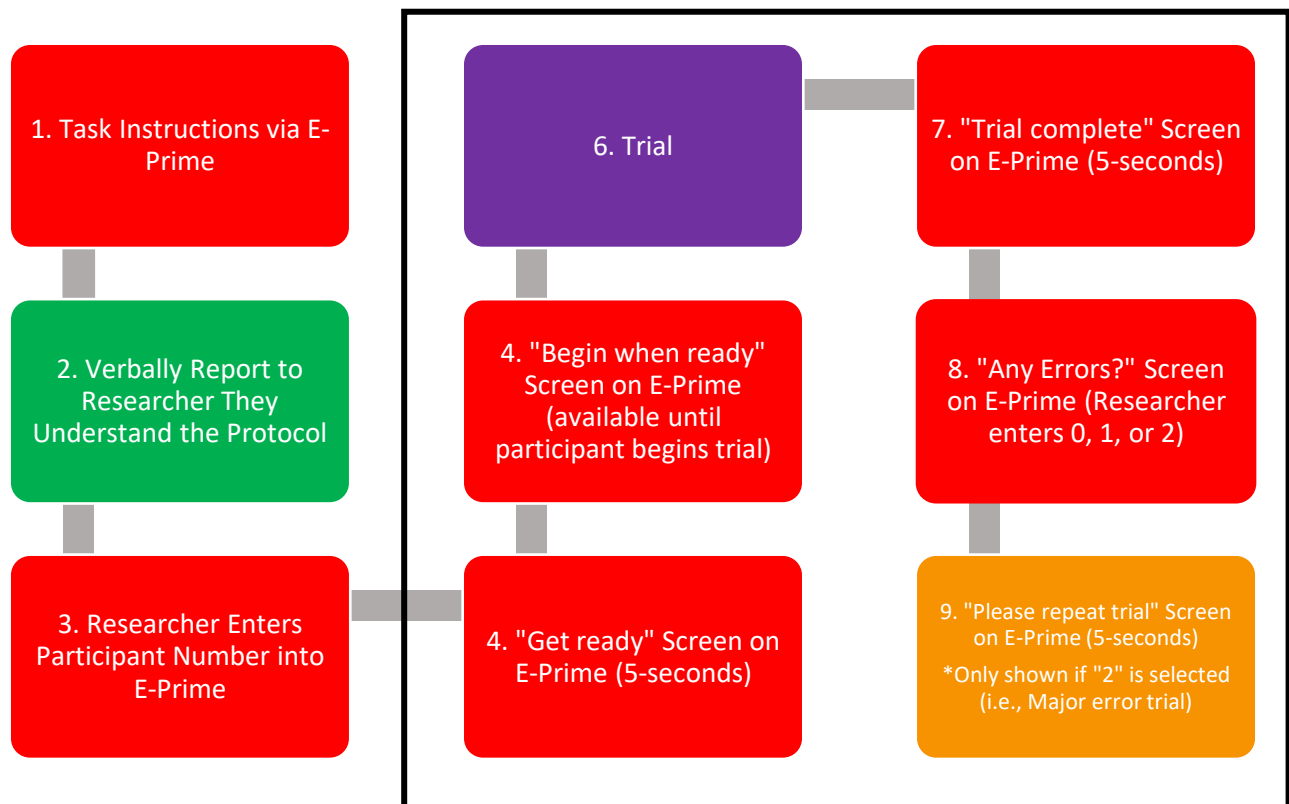 1. Task Instructions via E-
Prime
2. Verbally Report to
Researcher They
Understand the Protocol
3. Researcher Enters
Participant Number into
E-Prime
4. "Get ready" Screen on
E-Prime (5-seconds)
4. "Begin when ready"
Screen on E-Prime
(available until
participant begins trial)
6. Trial
7. "Trial complete" Screen
on E-Prime (5-seconds)
8. "Any Errors?" Screen
on E-Prime (Researcher
enters 0, 1, or 2)
9. "Please repeat trial" Screen
on E-Prime (5-seconds)
*Only shown if "2" is selected
(i.e., Major error trial)